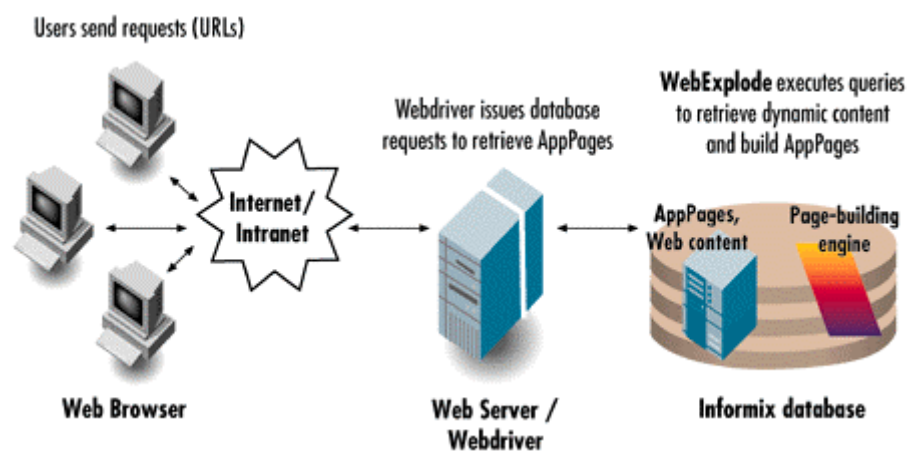 Users send requests (URLs)
Webdriver issues database
requests to retrieve AppPages
WebExplode executes queries
to retrieve dynamic content
and build AppPages
Internet/
Intranet
AppPages,
Web content
Page-building
engine
Web Browser
Web Server /
Webdriver
Informix database